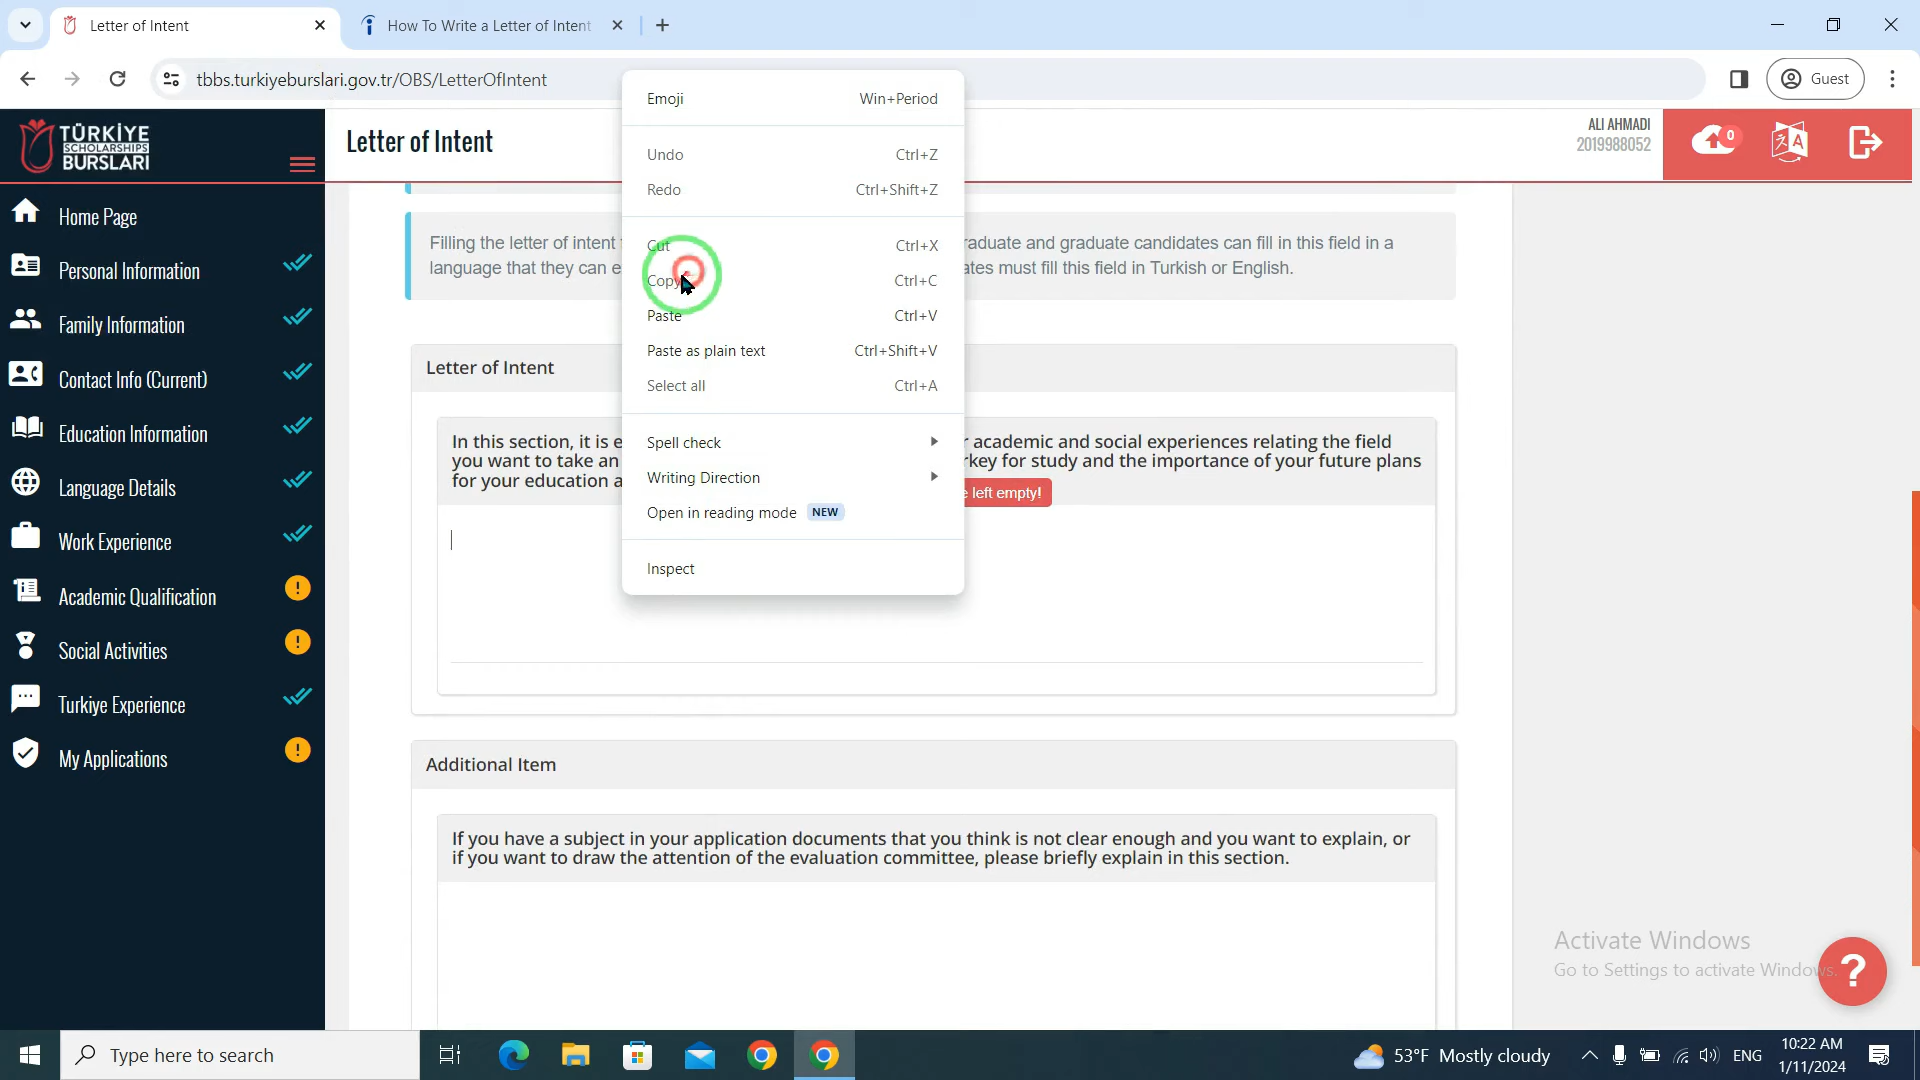 Letter of Intent
How To Write a Letter of Intent
tbbs.turkiyeburslari.gov.tr/OBS/LetterOfIntent
Guest
TÜRKİYE
SCHOLARSHIPS
BURSLARI
Letter of Intent
ALI AHMADI
2019988052
0
Home Page
Personal Information
Family Information
Contact Info (Current)
Education Information
Language Details
Work Experience
Academic Qualification
Social Activities
Turkiye Experience
My Applications
Filling the letter of intent
raduate and graduate candidates can fill in this field in a
language that they can e
ates must fill this field in Turkish or English.
Emoji Win+Period
Undo Ctrl+Z
Redo Ctrl+Shift+Z
Cut Ctrl+X
Copy Ctrl+C
Paste Ctrl+V
Paste as plain text Ctrl+Shift+V
Select all Ctrl+A
Spell check
Writing Direction
Open in reading mode NEW
Inspect
Letter of Intent
In this section, it is e
academic and social experiences relating the field
you want to take an
rkey for study and the importance of your future plans
for your education a
e left empty!
Additional Item
If you have a subject in your application documents that you think is not clear enough and you want to explain, or
if you want to draw the attention of the evaluation committee, please briefly explain in this section.
Activate Windows
Go to Settings to activate Windows.
?
Type here to search
53°F Mostly cloudy
ENG
10:22 AM
1/11/2024